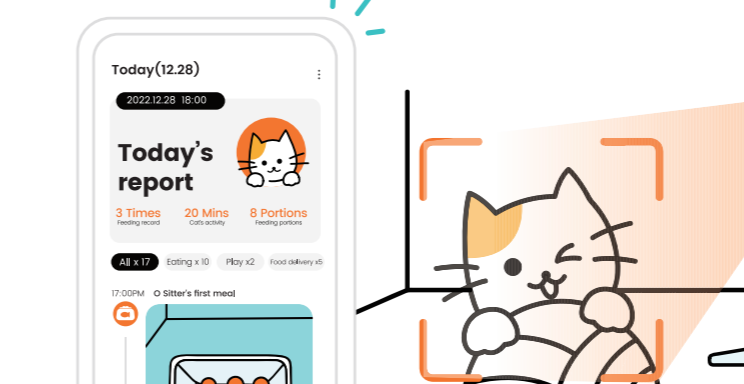 Today(12.28)
2022.12.28 18:00
Today's
report
3 Times 20 Mins 8 Portions
Feeding record Cat's activity Feeding portions
All x 17 Eating x 10 Play x2 Food delivery x5
17:00PM O Sitter's first meal